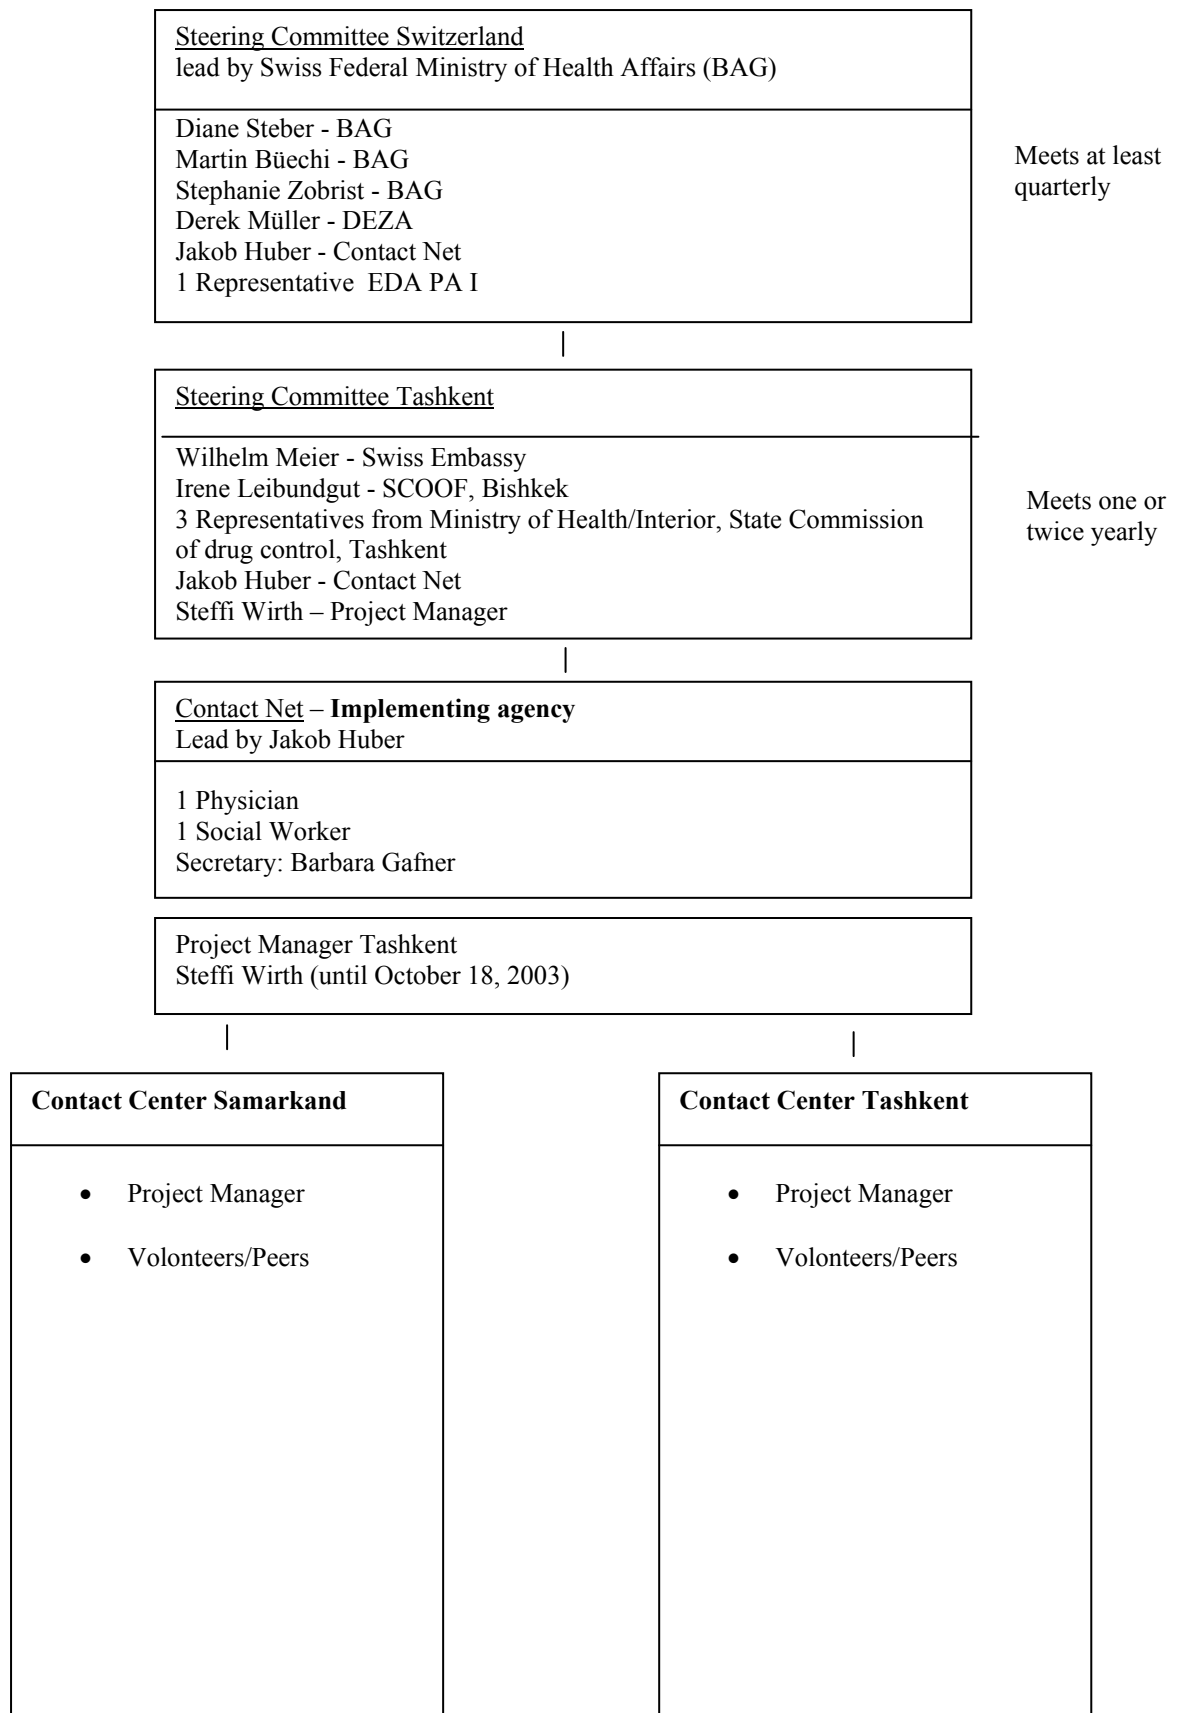 Steering Committee Switzerland
lead by Swiss Federal Ministry of Health Affairs (BAG)
Diane Steber - BAG
Martin Büechi - BAG
Stephanie Zobrist - BAG
Derek Müller - DEZA
Jakob Huber - Contact Net
1 Representative  EDA PA I
Meets at least
quarterly
Steering Committee Tashkent
Wilhelm Meier - Swiss Embassy
Irene Leibundgut - SCOOF, Bishkek
3 Representatives from Ministry of Health/Interior, State Commission
of drug control, Tashkent
Jakob Huber - Contact Net
Steffi Wirth – Project Manager
Meets one or
twice yearly
Contact Net – Implementing agency
Lead by Jakob Huber
1 Physician
1 Social Worker
Secretary: Barbara Gafner
Project Manager Tashkent
Steffi Wirth (until October 18, 2003)
Contact Center Samarkand
• Project Manager
• Volonteers/Peers
Contact Center Tashkent
• Project Manager
• Volonteers/Peers